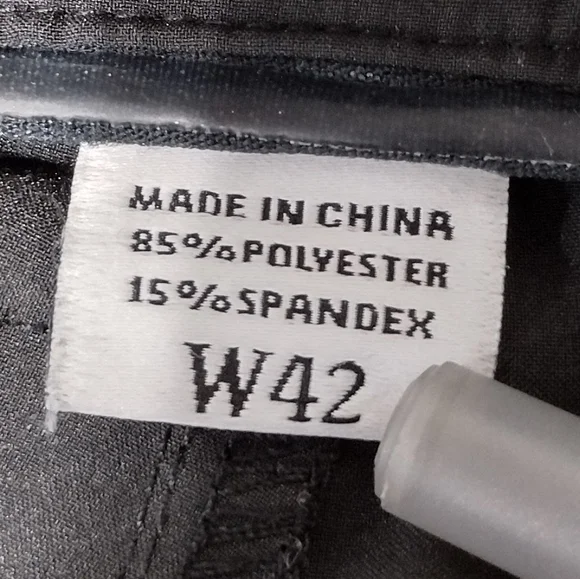 MADE IN CHINA
85%POLYESTER
15%SPANDEX
W42